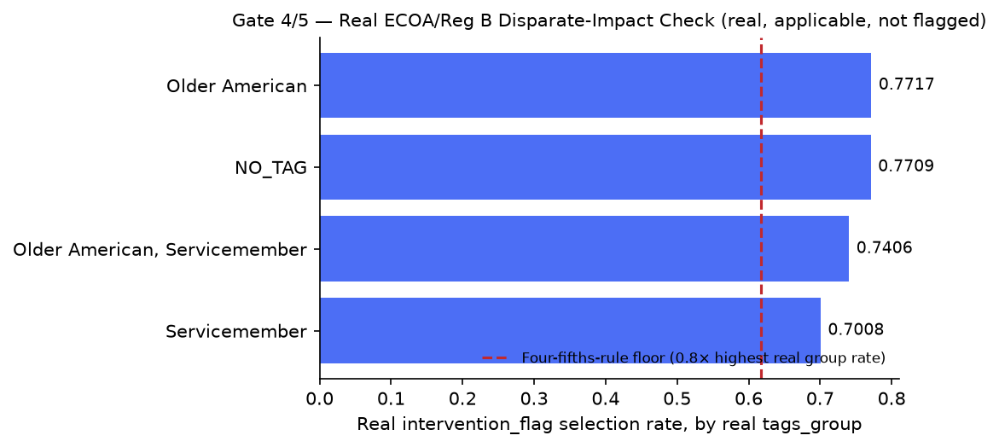 Gate 4/5 — Real ECOA/Reg B Disparate-Impact Check (real, applicable, not flagged)
Older American
0.7717
NO_TAG
0.7709
Older American, Servicemember
0.7406
Servicemember
0.7008
Four-fifths-rule floor (0.8× highest real group rate)
0.0 0.1 0.2 0.3 0.4 0.5 0.6 0.7 0.8
Real intervention_flag selection rate, by real tags_group